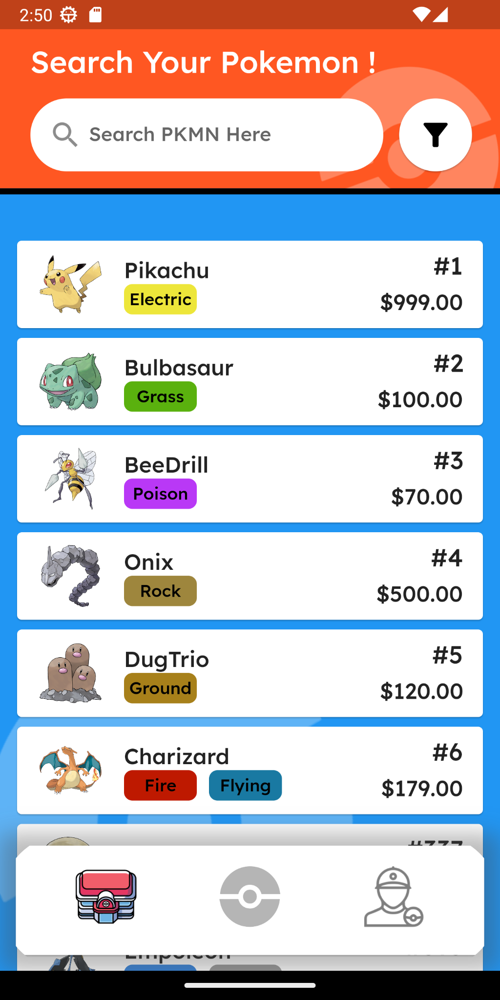 2:50
Search Your Pokemon !
Search PKMN Here
Pikachu
#1
Electric
$999.00
Bulbasaur
#2
Grass
$100.00
BeeDrill
#3
Poison
$70.00
Onix
#4
Rock
$500.00
DugTrio
#5
Ground
$120.00
Charizard
#6
Fire Flying
$179.00
#337
Empoleon